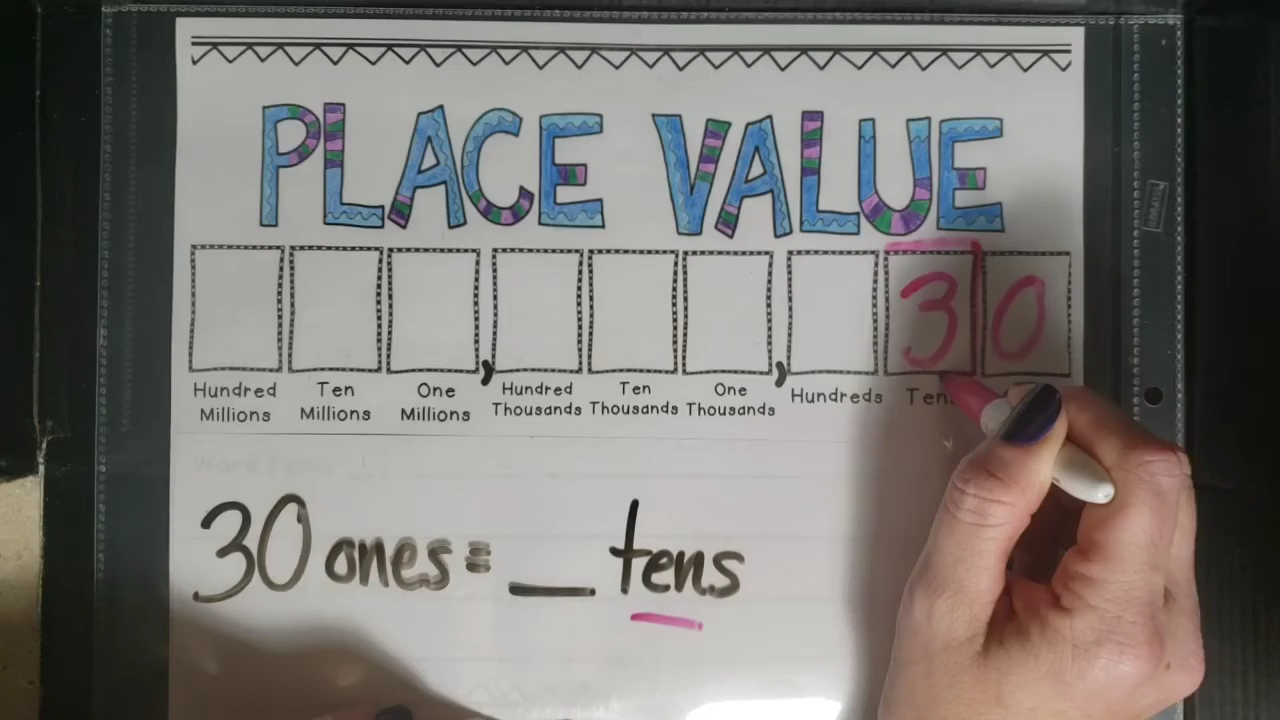 PLACE VALUE
3 0
Hundred Millions
Ten Millions
One Millions
,
Hundred Thousands
Ten Thousands
One Thousands
,
Hundreds
Tens
30 ones = __ tens